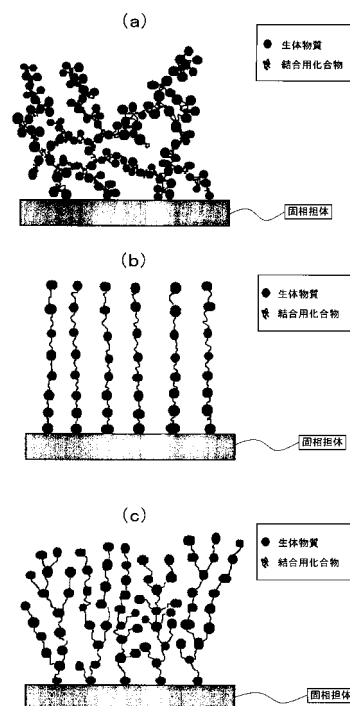 (a)
生体物質
結合用化合物
固相担体
(b)
生体物質
結合用化合物
固相担体
(c)
生体物質
結合用化合物
固相担体